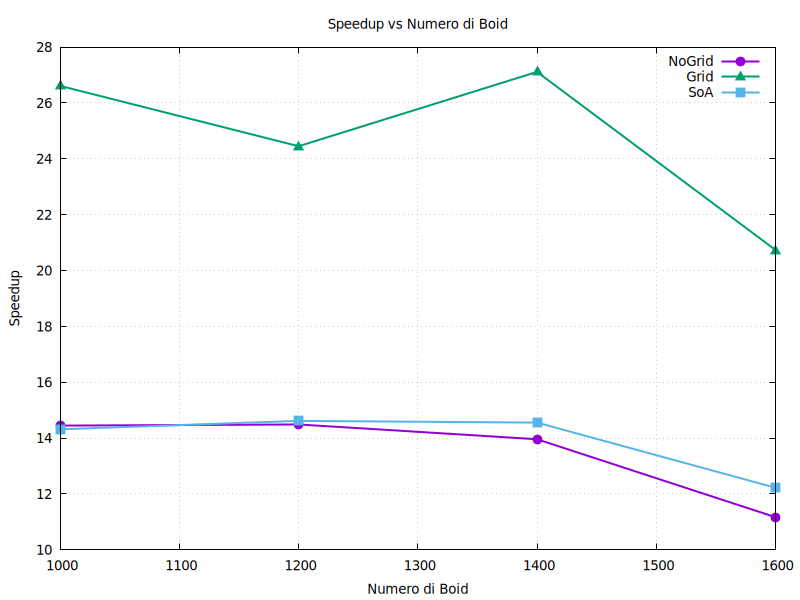 Speedup vs Numero di Boid
NoGrid
Grid
SoA
Speedup
28
26
24
22
20
18
16
14
12
10
1000 1100 1200 1300 1400 1500 1600
Numero di Boid